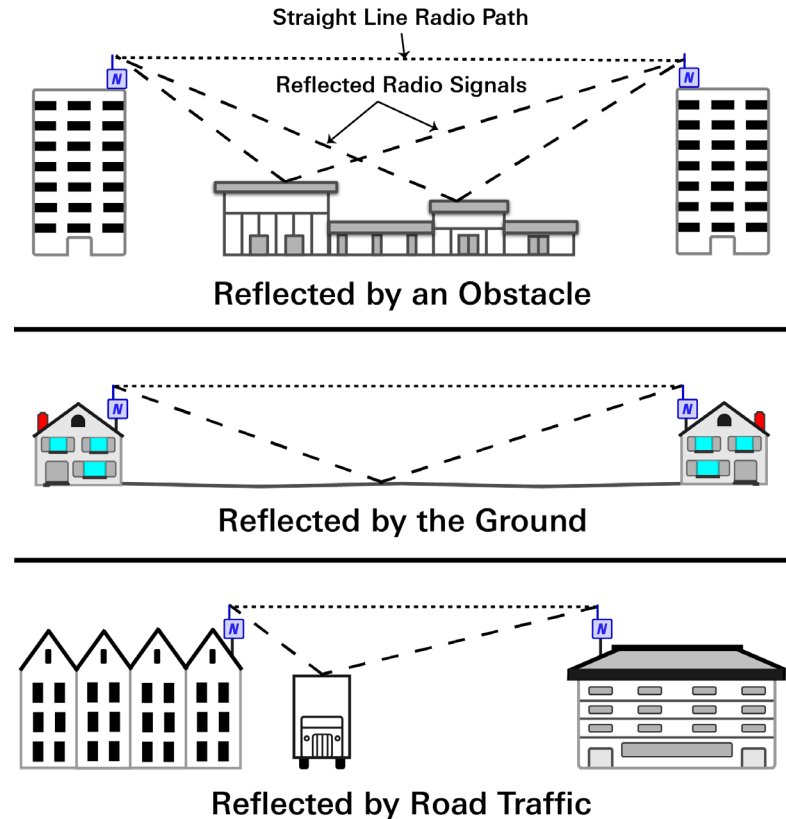 Straight Line Radio Path
N
N
Reflected Radio Signals
Reflected by an Obstacle
N
N
Reflected by the Ground
N
N
Reflected by Road Traffic